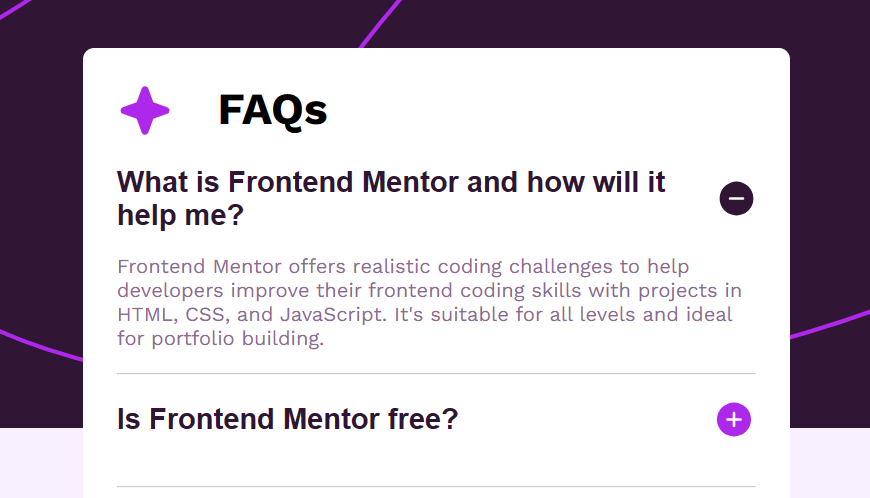 FAQs
What is Frontend Mentor and how will it
help me?
Frontend Mentor offers realistic coding challenges to help
developers improve their frontend coding skills with projects in
HTML, CSS, and JavaScript. It's suitable for all levels and ideal
for portfolio building.
Is Frontend Mentor free?